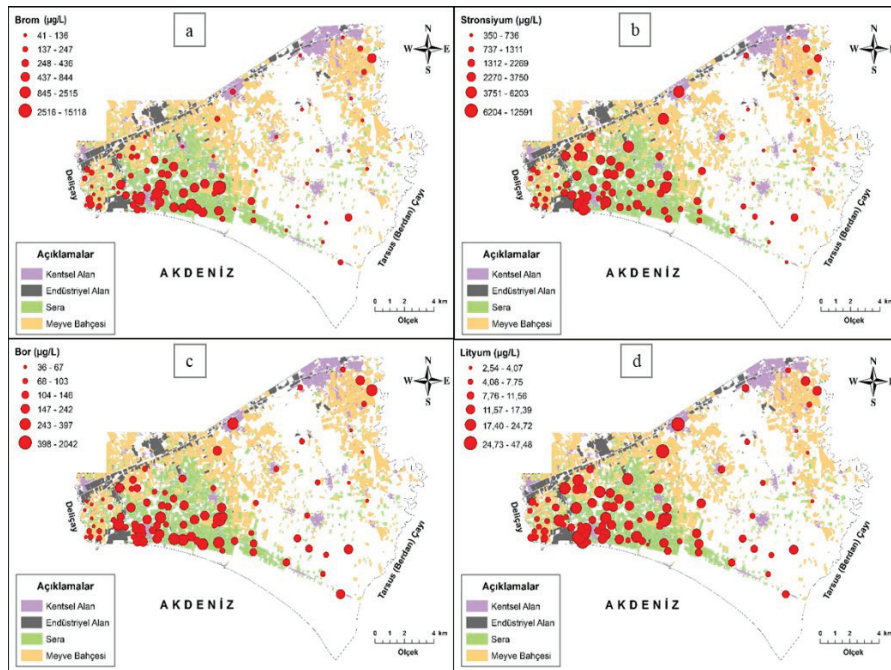 Brom (µg/L)
41 - 136
137 - 247
248 - 436
437 - 844
845 - 2515
2516 - 15118
a
N
W E
S
Deliçay
Tarsus (Berdan) Çayı
AKDENİZ
Açıklamalar
Kentsel Alan
Endüstriyel Alan
Sera
Meyve Bahçesi
0 1 2 4 km
Ölçek
Stronsiyum (µg/L)
350 - 736
737 - 1311
1312 - 2269
2270 - 3750
3751 - 6203
6204 - 12591
b
N
W E
S
Deliçay
Tarsus (Berdan) Çayı
AKDENİZ
Açıklamalar
Kentsel Alan
Endüstriyel Alan
Sera
Meyve Bahçesi
0 1 2 4 km
Ölçek
Bor (µg/L)
36 - 67
68 - 103
104 - 146
147 - 242
243 - 397
398 - 2042
c
N
W E
S
Deliçay
Tarsus (Berdan) Çayı
AKDENİZ
Açıklamalar
Kentsel Alan
Endüstriyel Alan
Sera
Meyve Bahçesi
0 1 2 4 km
Ölçek
Lityum (µg/L)
2,54 - 4,07
4,08 - 7,75
7,76 - 11,56
11,57 - 17,39
17,40 - 24,72
24,73 - 47,48
d
N
W E
S
Deliçay
Tarsus (Berdan) Çayı
AKDENİZ
Açıklamalar
Kentsel Alan
Endüstriyel Alan
Sera
Meyve Bahçesi
0 1 2 4 km
Ölçek